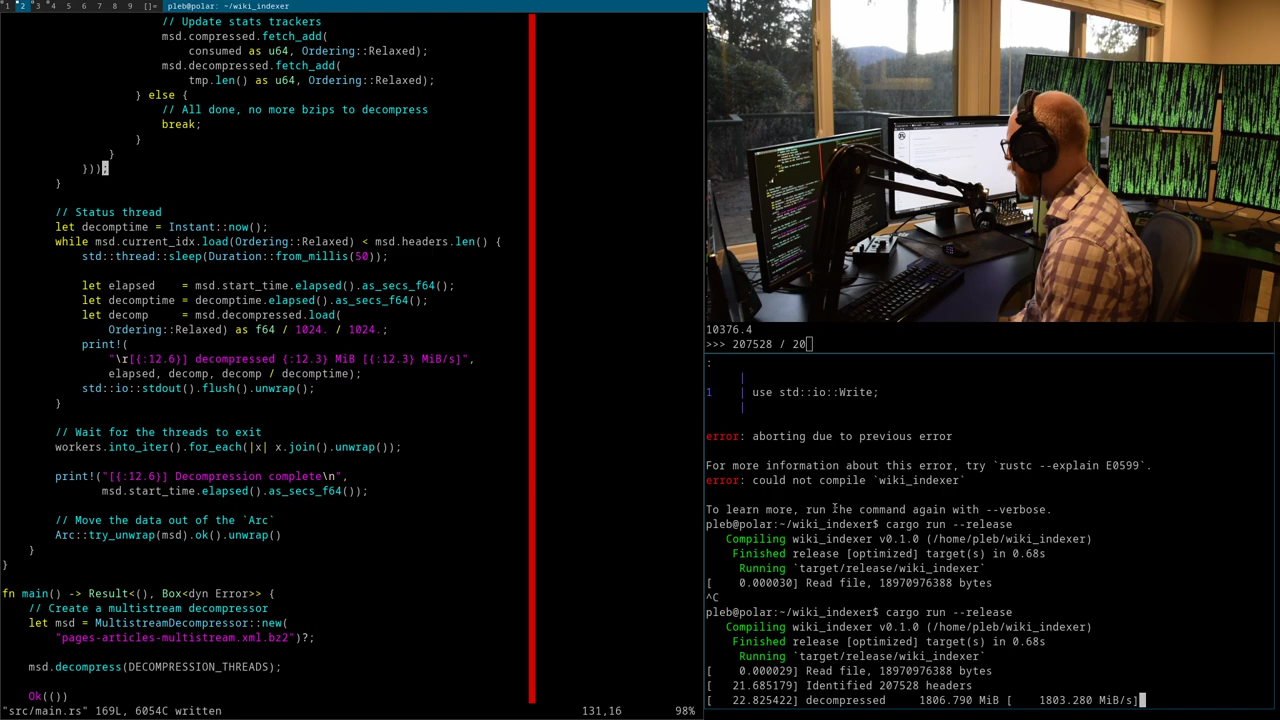 1 2 3 4 5 6 7 8 9 []= pleb@polar: ~/wiki_indexer
// Update stats trackers
msd.compressed.fetch_add(
consumed as u64, Ordering::Relaxed);
msd.decompressed.fetch_add(
tmp.len() as u64, Ordering::Relaxed);
} else {
// All done, no more bzips to decompress
break;
}
}
}));
}
// Status thread
let decomptime = Instant::now();
while msd.current_idx.load(Ordering::Relaxed) < msd.headers.len() {
std::thread::sleep(Duration::from_millis(50));
let elapsed    = msd.start_time.elapsed().as_secs_f64();
let decomptime = decomptime.elapsed().as_secs_f64();
let decomp     = msd.decompressed.load(
Ordering::Relaxed) as f64 / 1024. / 1024.;
print!(
"\r[{:12.6}] decompressed {:12.3} MiB [{:12.3} MiB/s]",
elapsed, decomp, decomp / decomptime);
std::io::stdout().flush().unwrap();
}
// Wait for the threads to exit
workers.into_iter().for_each(|x| x.join().unwrap());
print!("[{:12.6}] Decompression complete\n",
msd.start_time.elapsed().as_secs_f64());
// Move the data out of the `Arc`
Arc::try_unwrap(msd).ok().unwrap()
}
}
fn main() -> Result<(), Box<dyn Error>> {
// Create a multistream decompressor
let msd = MultistreamDecompressor::new(
"pages-articles-multistream.xml.bz2")?;
msd.decompress(DECOMPRESSION_THREADS);
Ok(())
"src/main.rs" 169L, 6054C written 131,16 98%
10376.4
>>> 207528 / 20
:
|
1 | use std::io::Write;
|
error: aborting due to previous error
For more information about this error, try `rustc --explain E0599`.
error: could not compile `wiki_indexer`
To learn more, run the command again with --verbose.
pleb@polar:~/wiki_indexer$ cargo run --release
Compiling wiki_indexer v0.1.0 (/home/pleb/wiki_indexer)
Finished release [optimized] target(s) in 0.68s
Running `target/release/wiki_indexer`
[    0.000030] Read file, 18970976388 bytes
^C
pleb@polar:~/wiki_indexer$ cargo run --release
Compiling wiki_indexer v0.1.0 (/home/pleb/wiki_indexer)
Finished release [optimized] target(s) in 0.68s
Running `target/release/wiki_indexer`
[    0.000029] Read file, 18970976388 bytes
[   21.685179] Identified 207528 headers
[   22.825422] decompressed     1806.790 MiB [    1803.280 MiB/s]